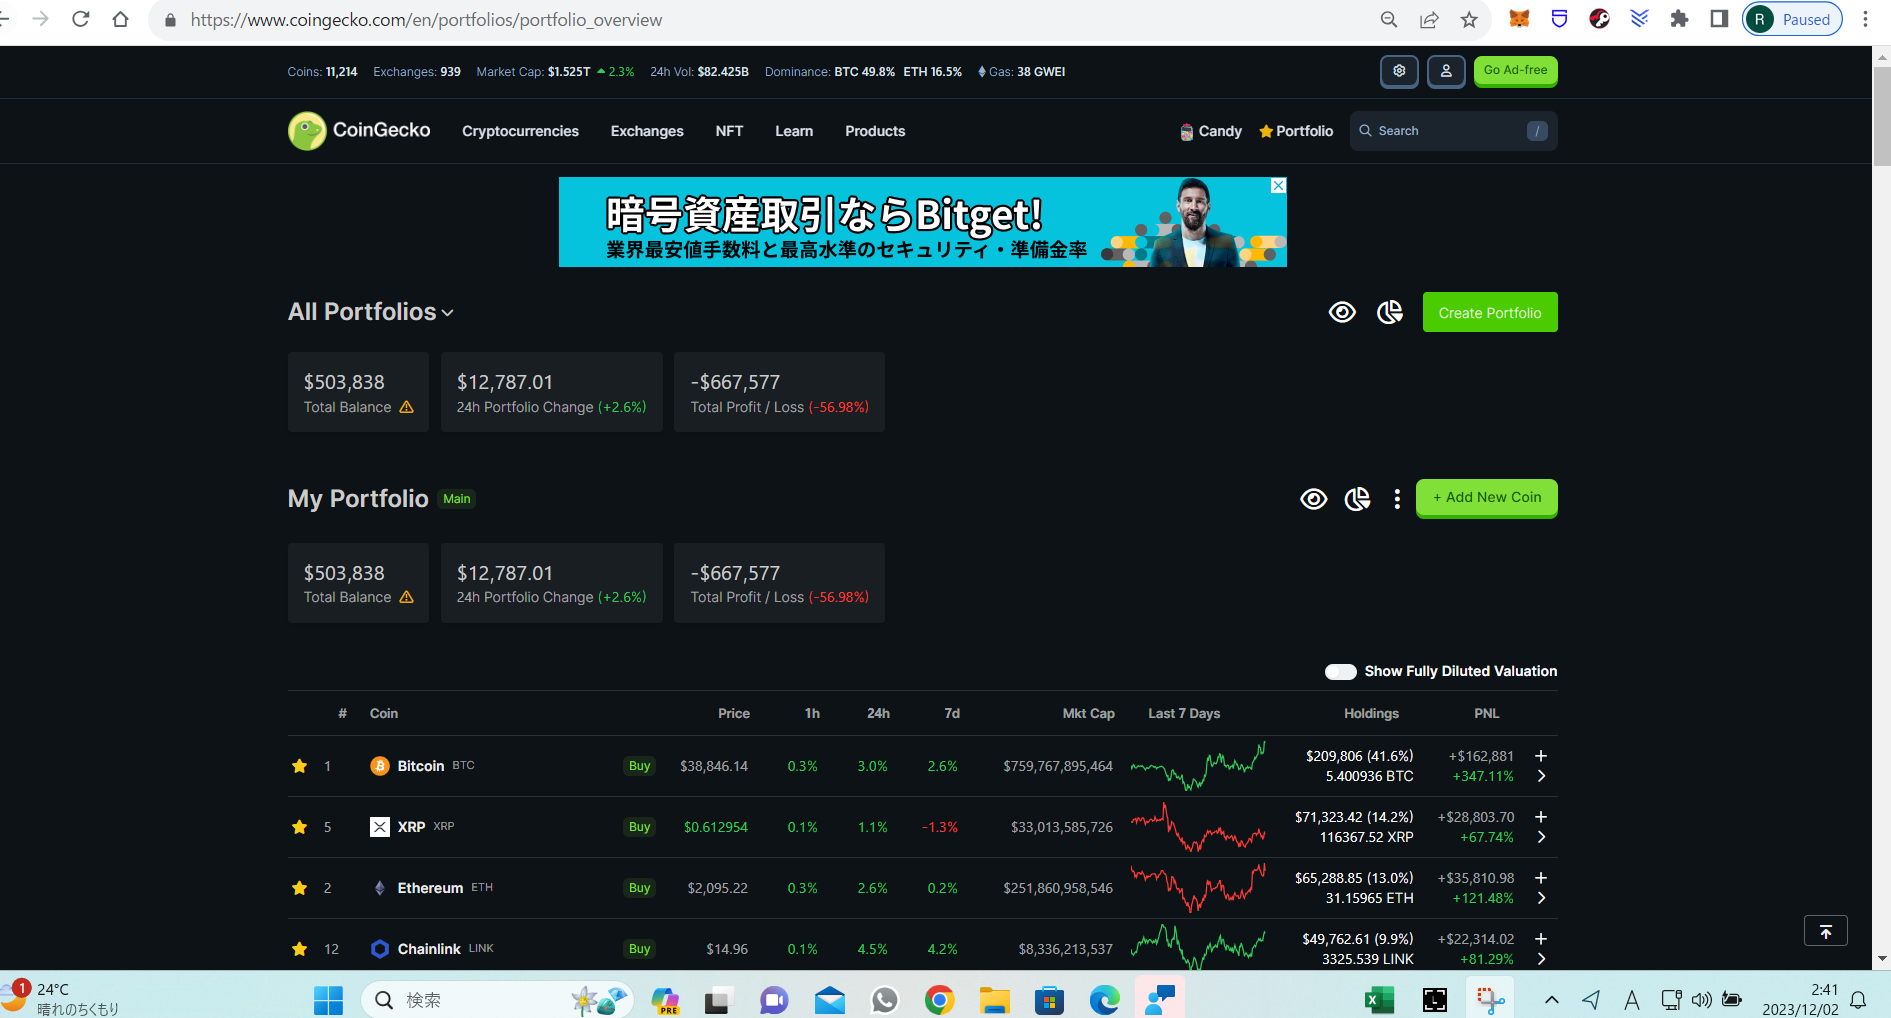 https://www.coingecko.com/en/portfolios/portfolio_overview
R Paused
Coins: 11,214 Exchanges: 939 Market Cap: $1.525T 2.3% 24h Vol: $82.425B Dominance: BTC 49.8% ETH 16.5% Gas: 38 GWEI
Go Ad-free
CoinGecko Cryptocurrencies Exchanges NFT Learn Products Candy Portfolio Search /
暗号資産取引ならBitget!
業界最安値手数料と最高水準のセキュリティ・準備金率
All Portfolios
Create Portfolio
$503,838 $12,787.01 -$667,577
Total Balance 24h Portfolio Change (+2.6%) Total Profit / Loss (-56.98%)
My Portfolio Main
+ Add New Coin
$503,838 $12,787.01 -$667,577
Total Balance 24h Portfolio Change (+2.6%) Total Profit / Loss (-56.98%)
Show Fully Diluted Valuation
# Coin Price 1h 24h 7d Mkt Cap Last 7 Days Holdings PNL
1 Bitcoin BTC Buy $38,846.14 0.3% 3.0% 2.6% $759,767,895,464 $209,806 (41.6%) +$162,881 +
5.400936 BTC +347.11%
5 XRP XRP Buy $0.612954 0.1% 1.1% -1.3% $33,013,585,726 $71,323.42 (14.2%) +$28,803.70 +
116367.52 XRP +67.74%
2 Ethereum ETH Buy $2,095.22 0.3% 2.6% 0.2% $251,860,958,546 $65,288.85 (13.0%) +$35,810.98 +
31.15965 ETH +121.48%
12 Chainlink LINK Buy $14.96 0.1% 4.5% 4.2% $8,336,213,537 $49,762.61 (9.9%) +$22,314.02 +
3325.539 LINK +81.29%
1 24°C
晴れのちくもり
検索
PRE
A
2:41
2023/12/02